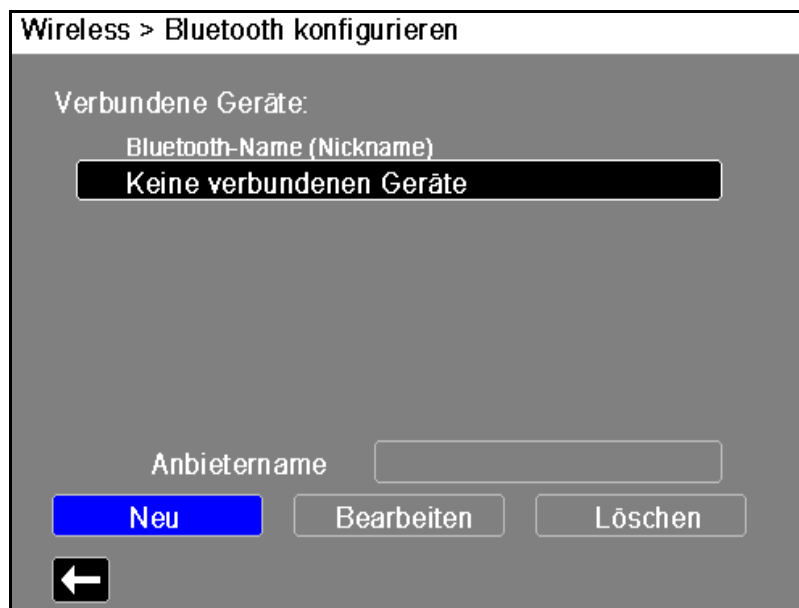 Wireless > Bluetooth konfigurieren
Verbundene Geräte:
Bluetooth-Name (Nickname)
Keine verbundenen Geräte
Anbietername
Neu Bearbeiten Löschen